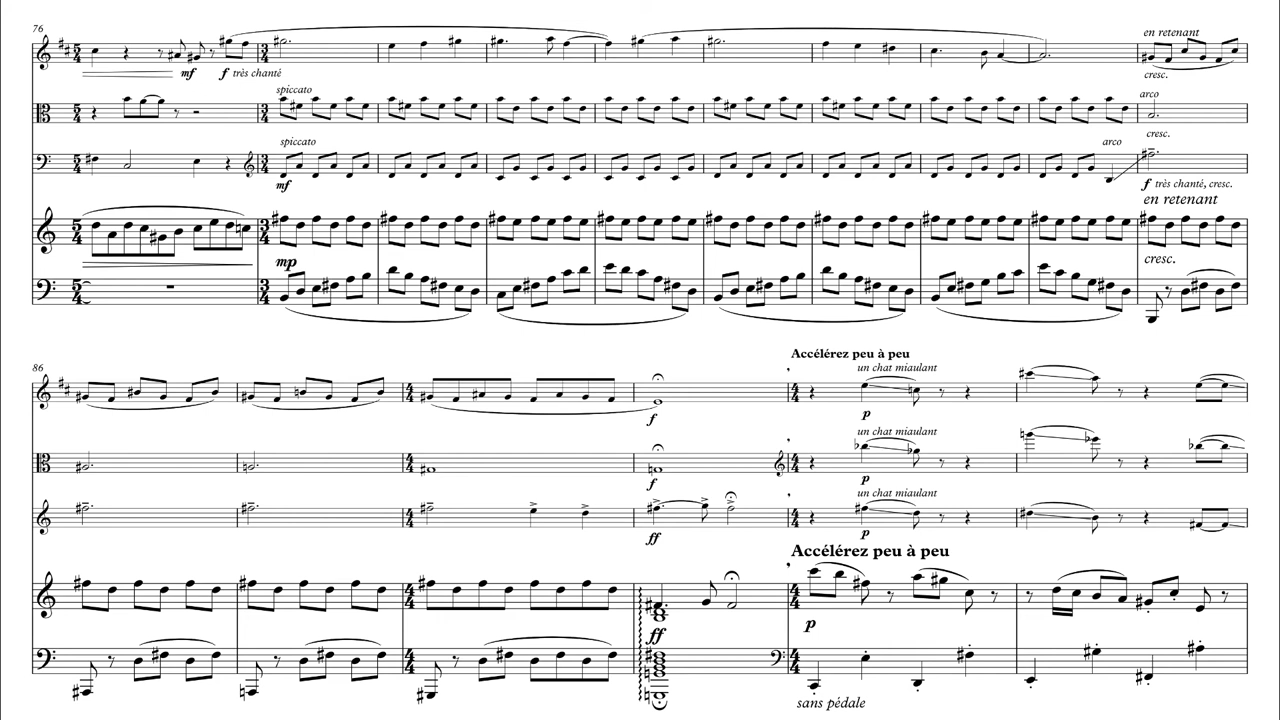 76
en retenant
mf f très chanté
cresc.
spiccato
arco
cresc.
spiccato
arco
mf
f très chanté, cresc.
en retenant
mp
cresc.
86
Accélérez peu à peu
un chat miaulant
f
p
un chat miaulant
f
p
un chat miaulant
ff
p
Accélérez peu à peu
ff
p
sans pédale